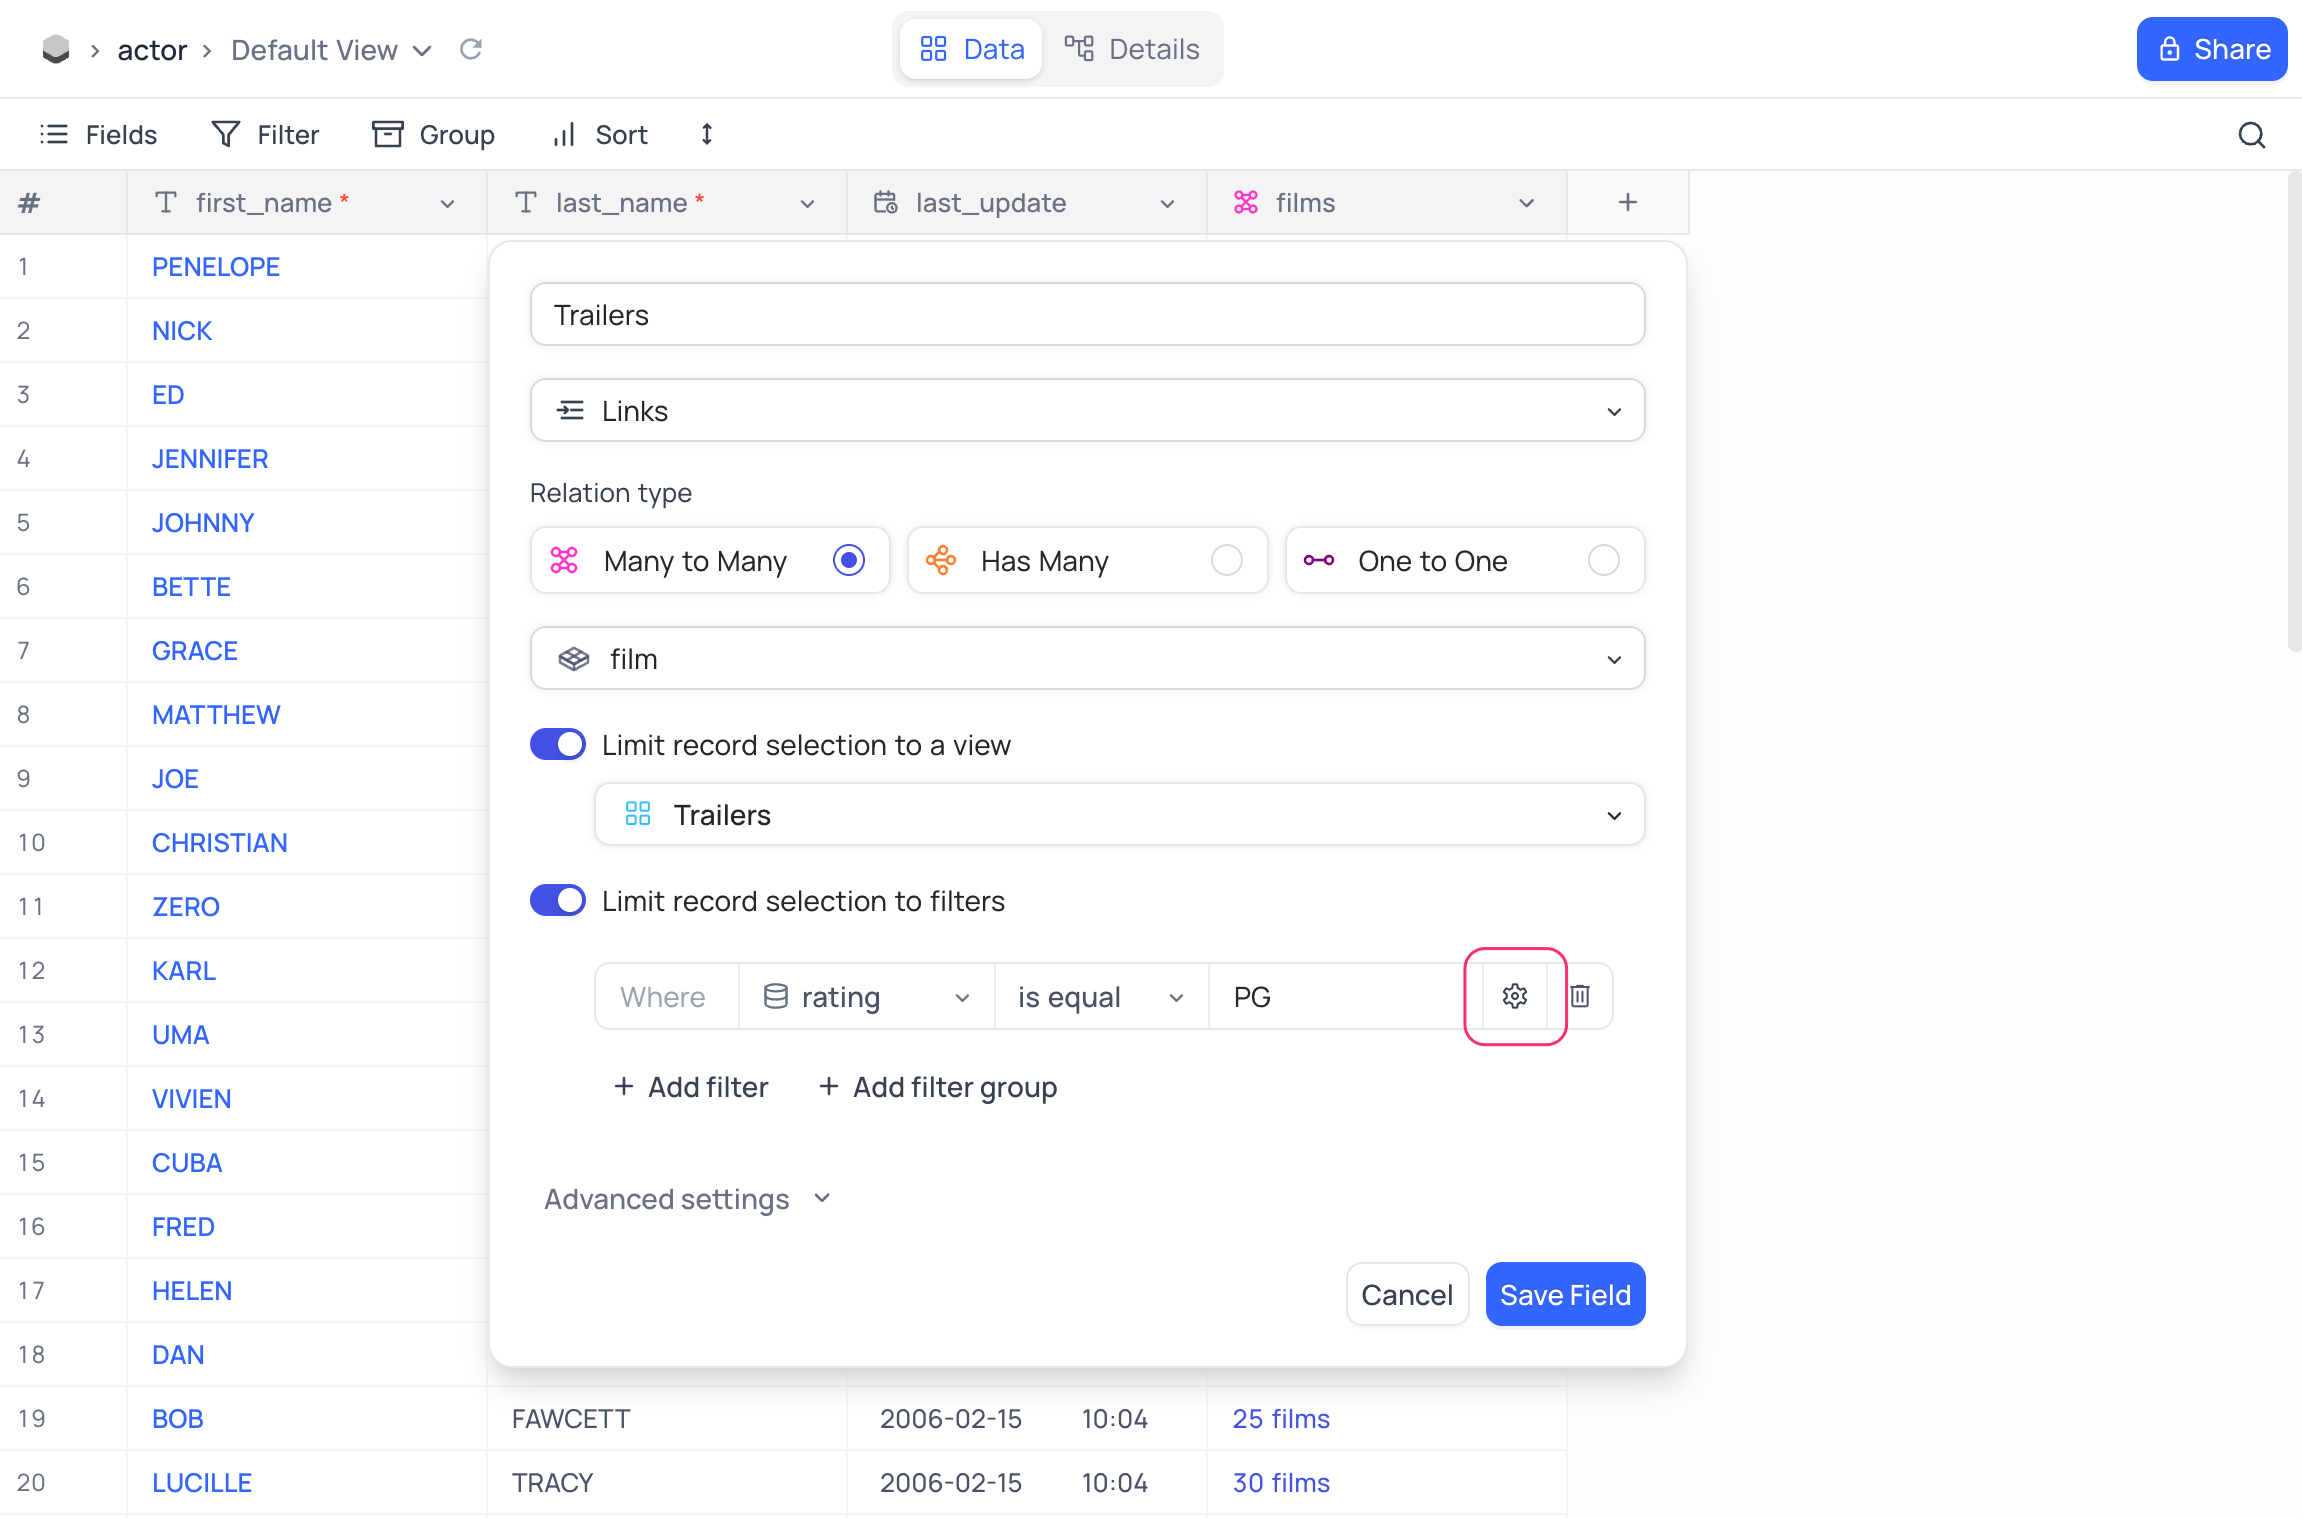 actor Default View Data Details Share
Fields Filter Group Sort
# first_name * last_name * last_update films +
1 PENELOPE
2 NICK
3 ED
4 JENNIFER
5 JOHNNY
6 BETTE
7 GRACE
8 MATTHEW
9 JOE
10 CHRISTIAN
11 ZERO
12 KARL
13 UMA
14 VIVIEN
15 CUBA
16 FRED
17 HELEN
18 DAN
Trailers
Links
Relation type
Many to Many Has Many One to One
film
Limit record selection to a view
Trailers
Limit record selection to filters
Where rating is equal PG
+ Add filter + Add filter group
Advanced settings
Cancel Save Field
19 BOB FAWCETT 2006-02-15 10:04 25 films
20 LUCILLE TRACY 2006-02-15 10:04 30 films